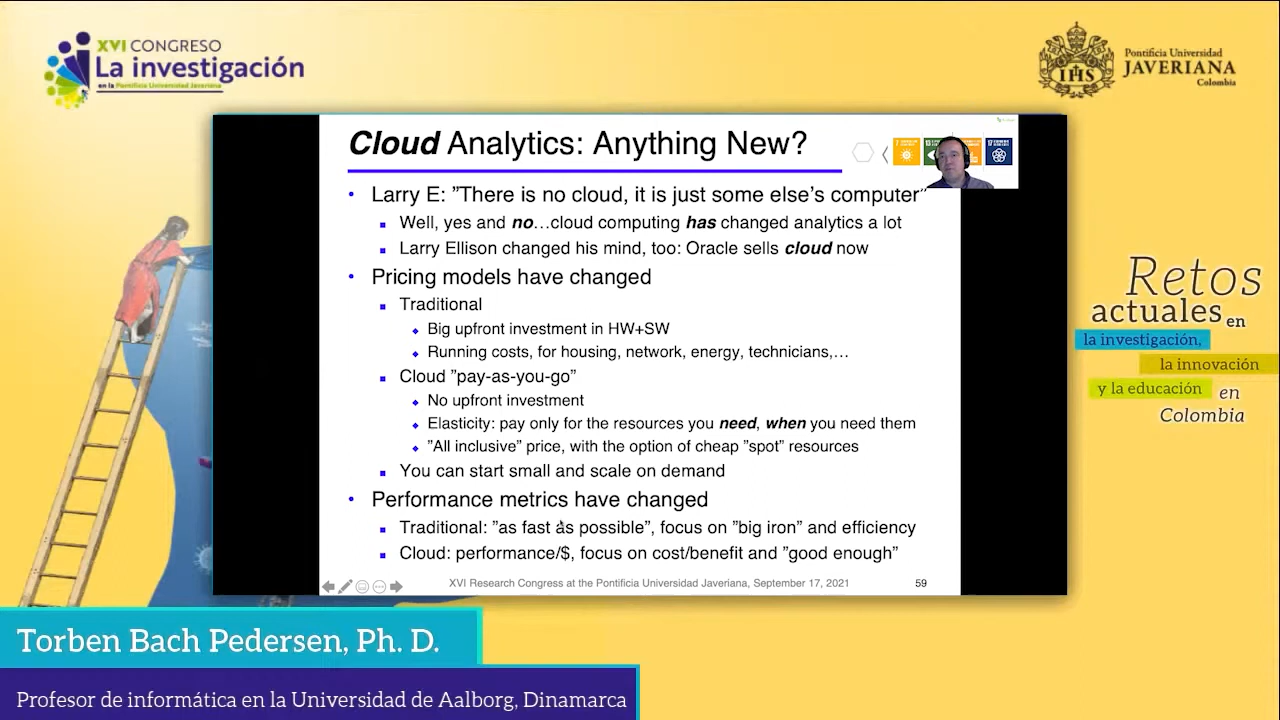 XVI CONGRESO
La investigación
en la Pontificia Universidad Javeriana
Pontificia Universidad
JAVERIANA
Colombia
IHS
Cloud Analytics: Anything New?
• Larry E: ”There is no cloud, it is just some else’s computer”
▪ Well, yes and no…cloud computing has changed analytics a lot
▪ Larry Ellison changed his mind, too: Oracle sells cloud now
• Pricing models have changed
▪ Traditional
◆ Big upfront investment in HW+SW
◆ Running costs, for housing, network, energy, technicians,…
▪ Cloud ”pay-as-you-go”
◆ No upfront investment
◆ Elasticity: pay only for the resources you need, when you need them
◆ ”All inclusive” price, with the option of cheap ”spot” resources
▪ You can start small and scale on demand
• Performance metrics have changed
▪ Traditional: ”as fast as possible”, focus on ”big iron” and efficiency
▪ Cloud: performance/$, focus on cost/benefit and ”good enough”
XVI Research Congress at the Pontificia Universidad Javeriana, September 17, 2021
59
Retos
actuales en
la investigación,
la innovación
y la educación en
Colombia
Torben Bach Pedersen, Ph. D.
Profesor de informática en la Universidad de Aalborg, Dinamarca